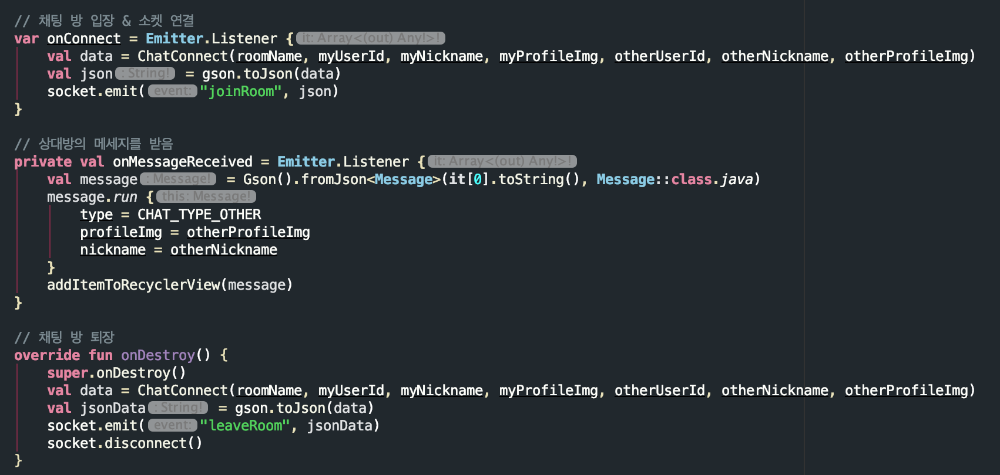 // 채팅 방 입장 & 소켓 연결
var onConnect = Emitter.Listener { it: Array<(out) Any!>!
    val data = ChatConnect(roomName, myUserId, myNickname, myProfileImg, otherUserId, otherNickname, otherProfileImg)
    val json : String! = gson.toJson(data)
    socket.emit( event: "joinRoom", json)
}
// 상대방의 메세지를 받음
private val onMessageReceived = Emitter.Listener { it: Array<(out) Any!>!
    val message : Message! = Gson().fromJson<Message>(it[0].toString(), Message::class.java)
    message.run { this: Message!
        type = CHAT_TYPE_OTHER
        profileImg = otherProfileImg
        nickname = otherNickname
    }
    addItemToRecyclerView(message)
}
// 채팅 방 퇴장
override fun onDestroy() {
    super.onDestroy()
    val data = ChatConnect(roomName, myUserId, myNickname, myProfileImg, otherUserId, otherNickname, otherProfileImg)
    val jsonData : String! = gson.toJson(data)
    socket.emit( event: "leaveRoom", jsonData)
    socket.disconnect()
}